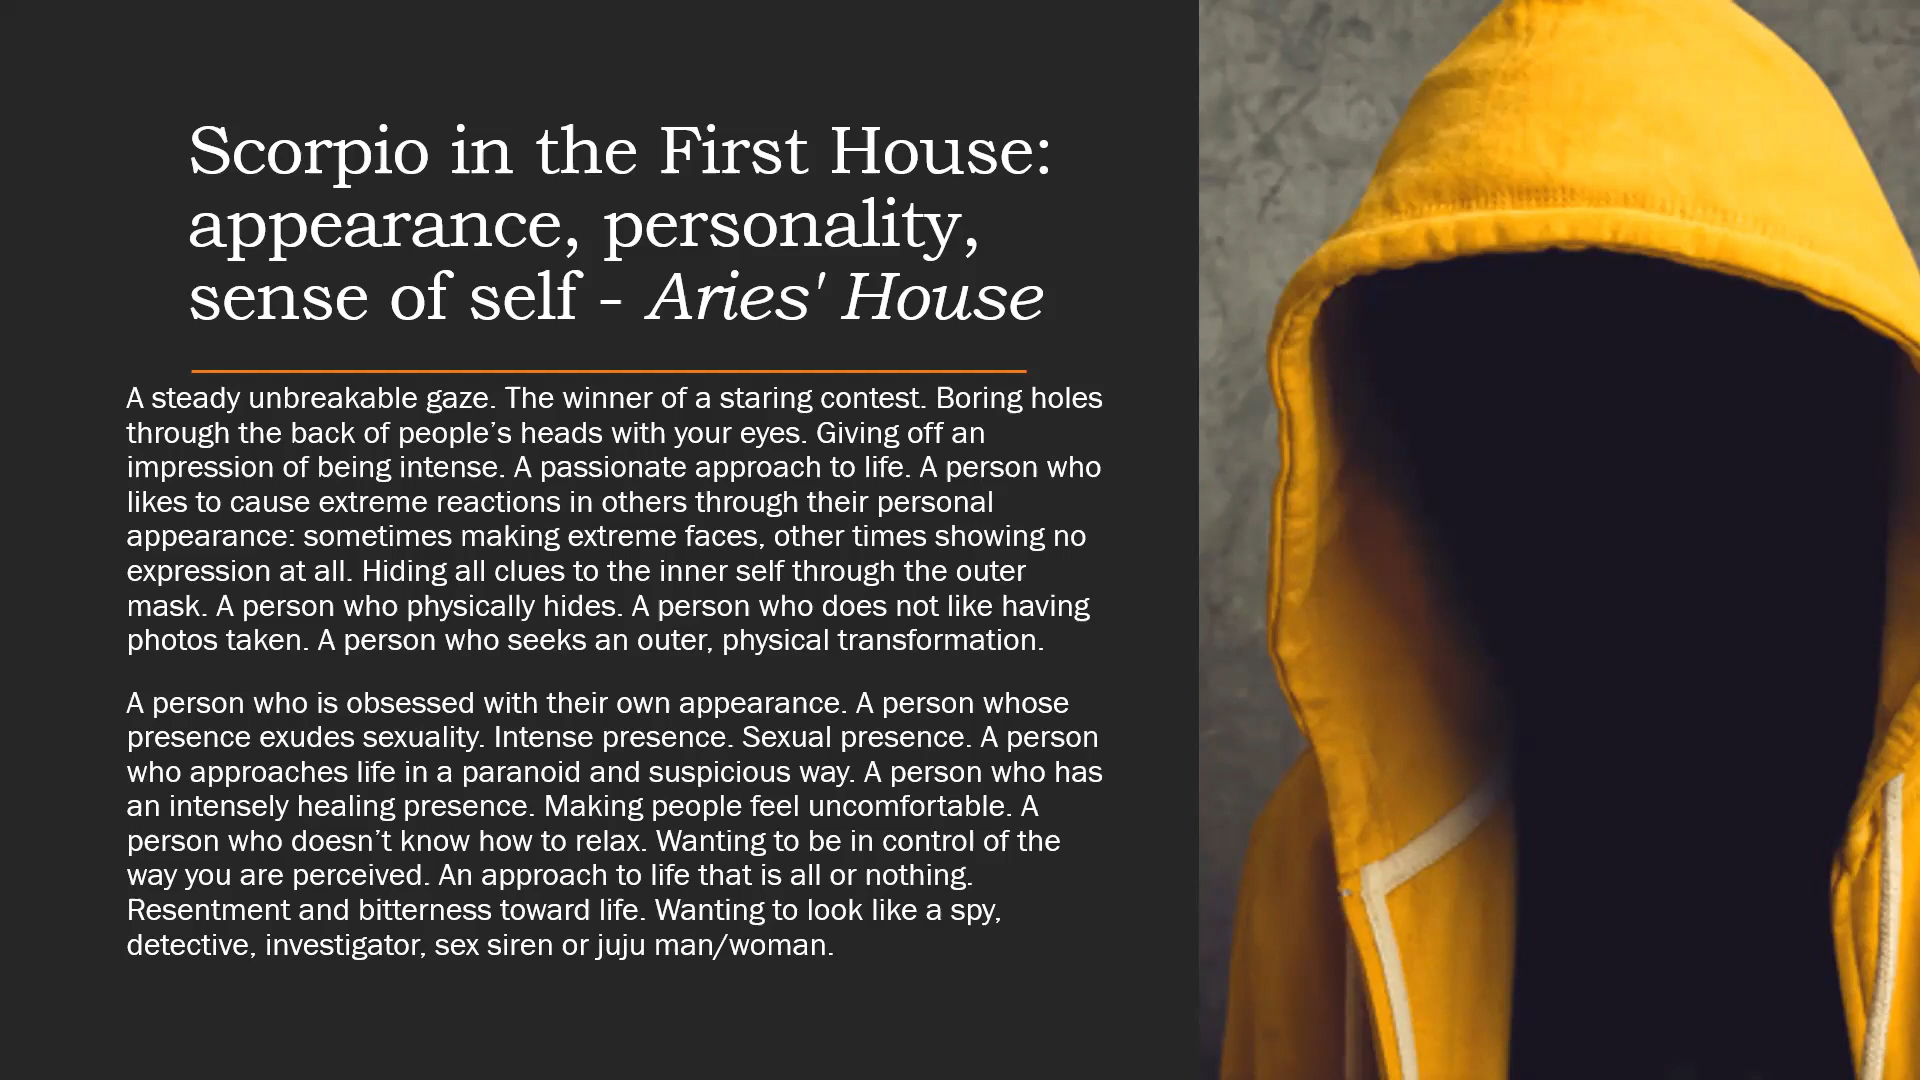 Scorpio in the First House:
appearance, personality,
sense of self - Aries' House
A steady unbreakable gaze. The winner of a staring contest. Boring holes
through the back of people’s heads with your eyes. Giving off an
impression of being intense. A passionate approach to life. A person who
likes to cause extreme reactions in others through their personal
appearance: sometimes making extreme faces, other times showing no
expression at all. Hiding all clues to the inner self through the outer
mask. A person who physically hides. A person who does not like having
photos taken. A person who seeks an outer, physical transformation.
A person who is obsessed with their own appearance. A person whose
presence exudes sexuality. Intense presence. Sexual presence. A person
who approaches life in a paranoid and suspicious way. A person who has
an intensely healing presence. Making people feel uncomfortable. A
person who doesn’t know how to relax. Wanting to be in control of the
way you are perceived. An approach to life that is all or nothing.
Resentment and bitterness toward life. Wanting to look like a spy,
detective, investigator, sex siren or juju man/woman.